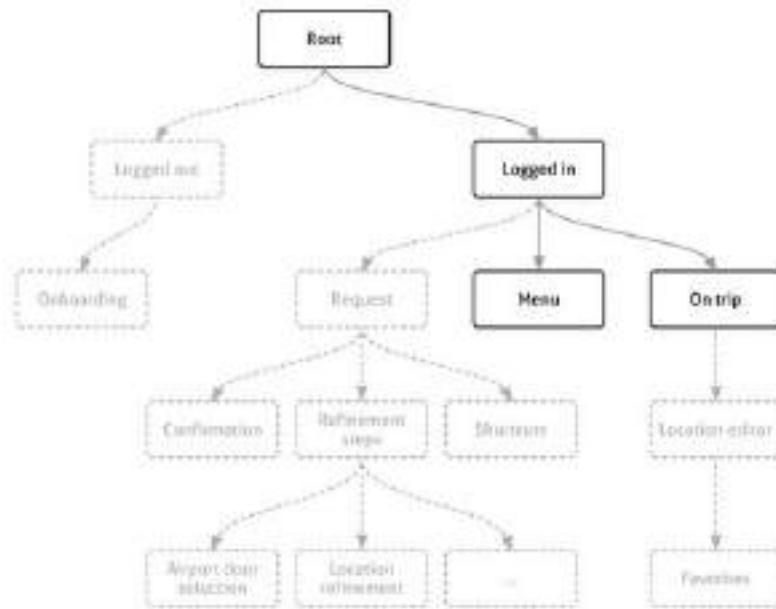 Root
Logged out
Logged in
Onboarding
Request
Menu
On trip
Confirmation
Refinement
steps
Shortcuts
Location editor
Airport door
selection
Location
refinement
...
Favorites